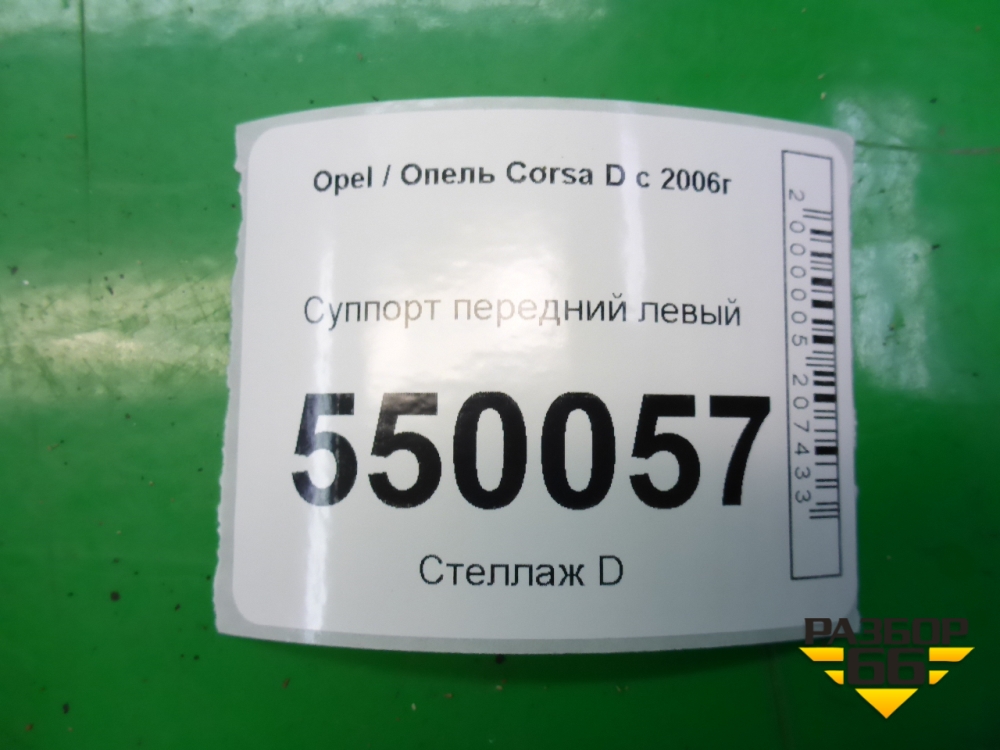 Opel / Опель Corsa D с 2006г
Суппорт передний левый
550057
Стеллаж D
2000005207433
РАЗБОР
66